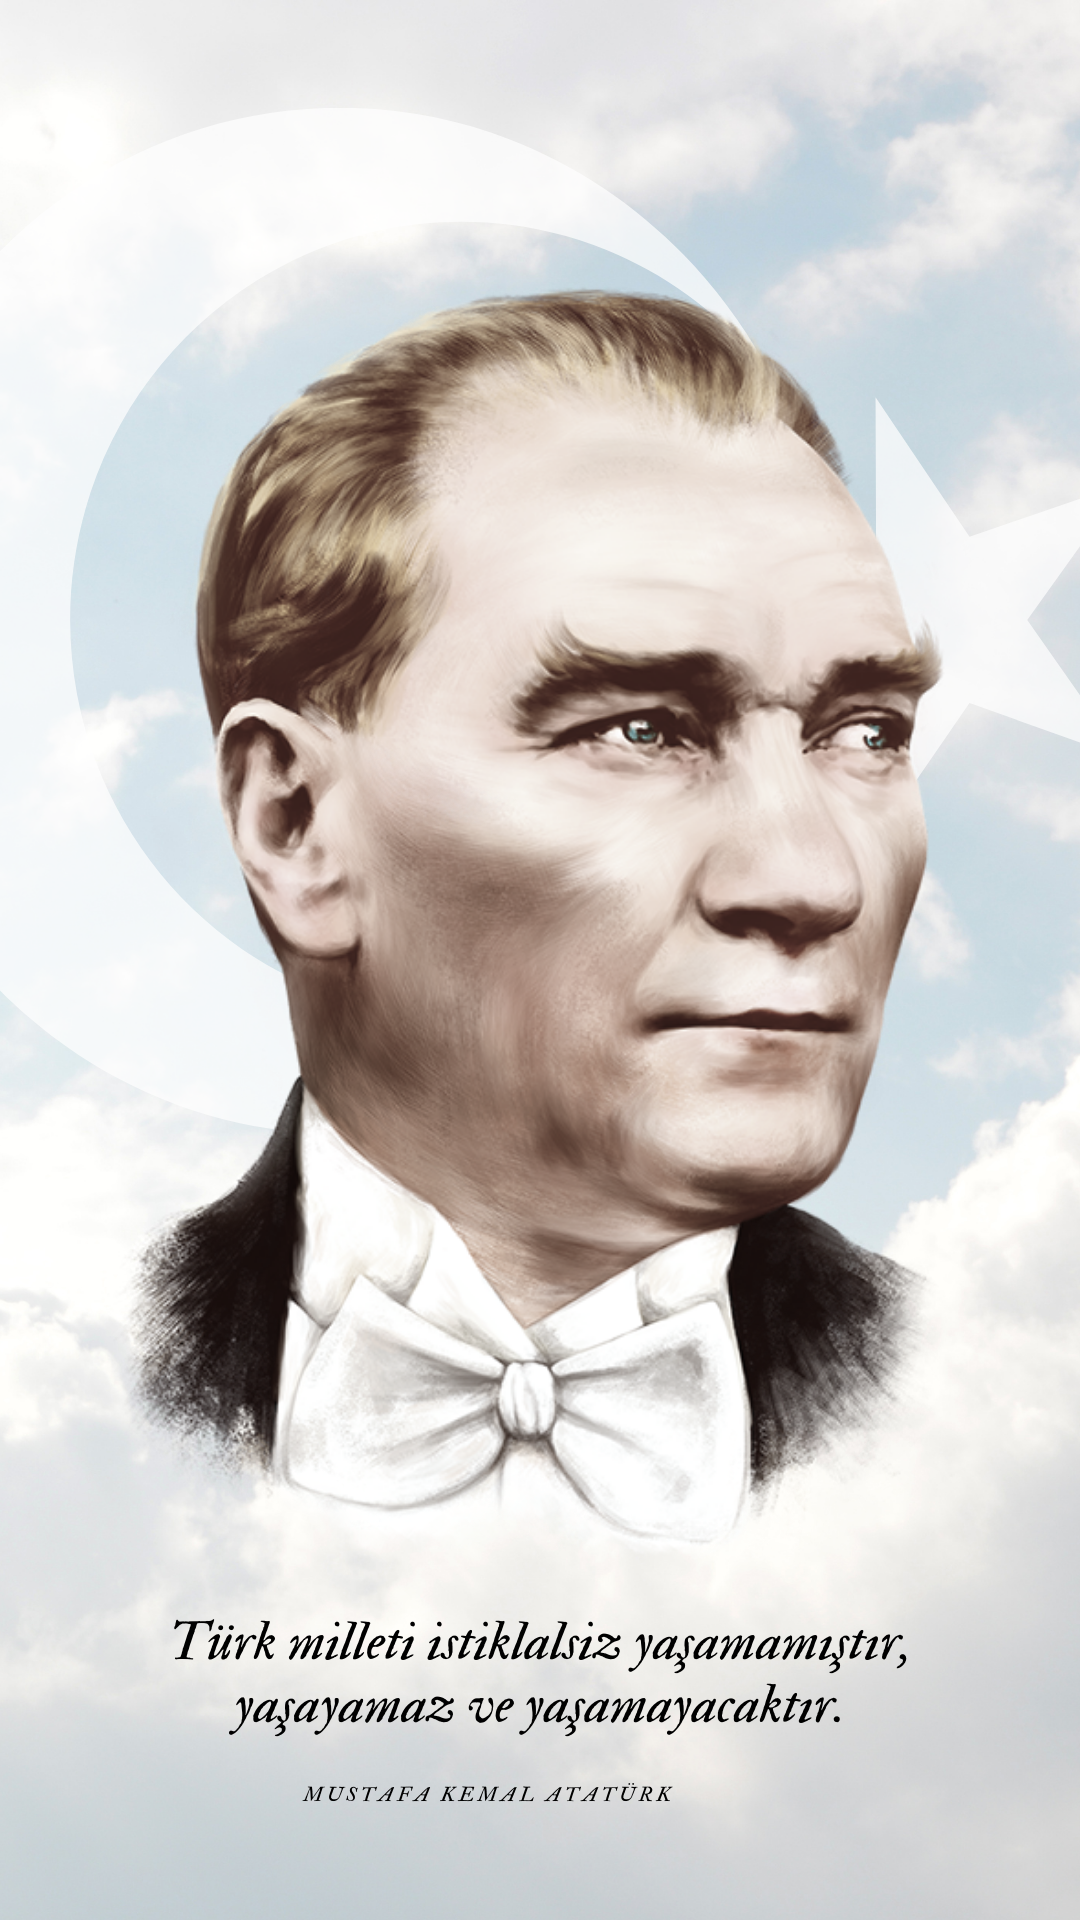 Türk milleti istiklalsiz yaşamamıştır,
yaşayamaz ve yaşamayacaktır.
MUSTAFA KEMAL ATATÜRK